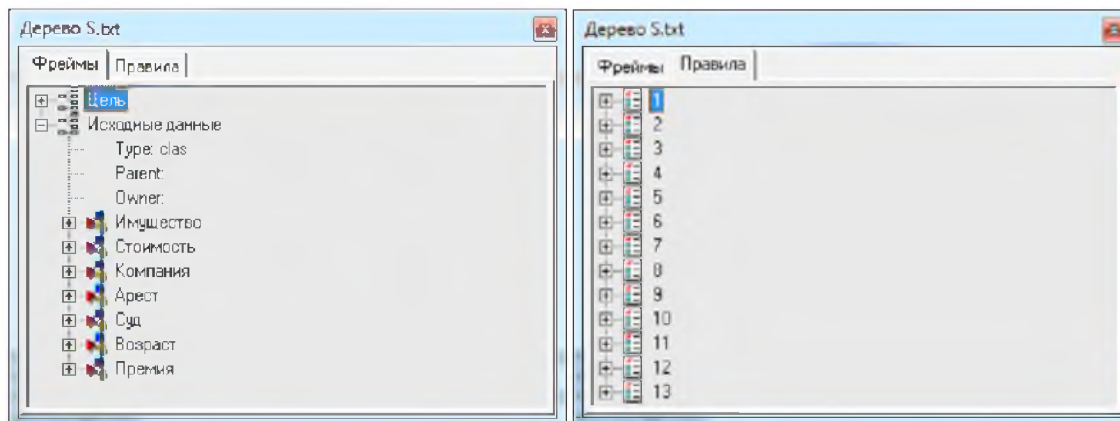 Дерево S.txt
Фреймы Правила
Цель
Исходные данные
Type: clas
Parent:
Owner:
Имущество
Стоимость
Компания
Арест
Суд
Возраст
Премия
Дерево S.txt
Фреймы Правила
1
2
3
4
5
6
7
8
9
10
11
12
13